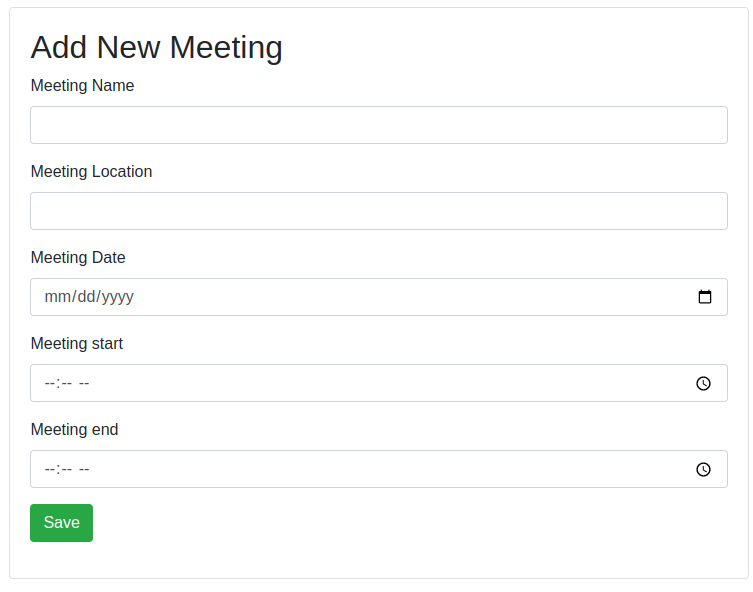 Add New Meeting
Meeting Name
Meeting Location
Meeting Date
mm/dd/yyyy
Meeting start
--:-- --
Meeting end
--:-- --
Save